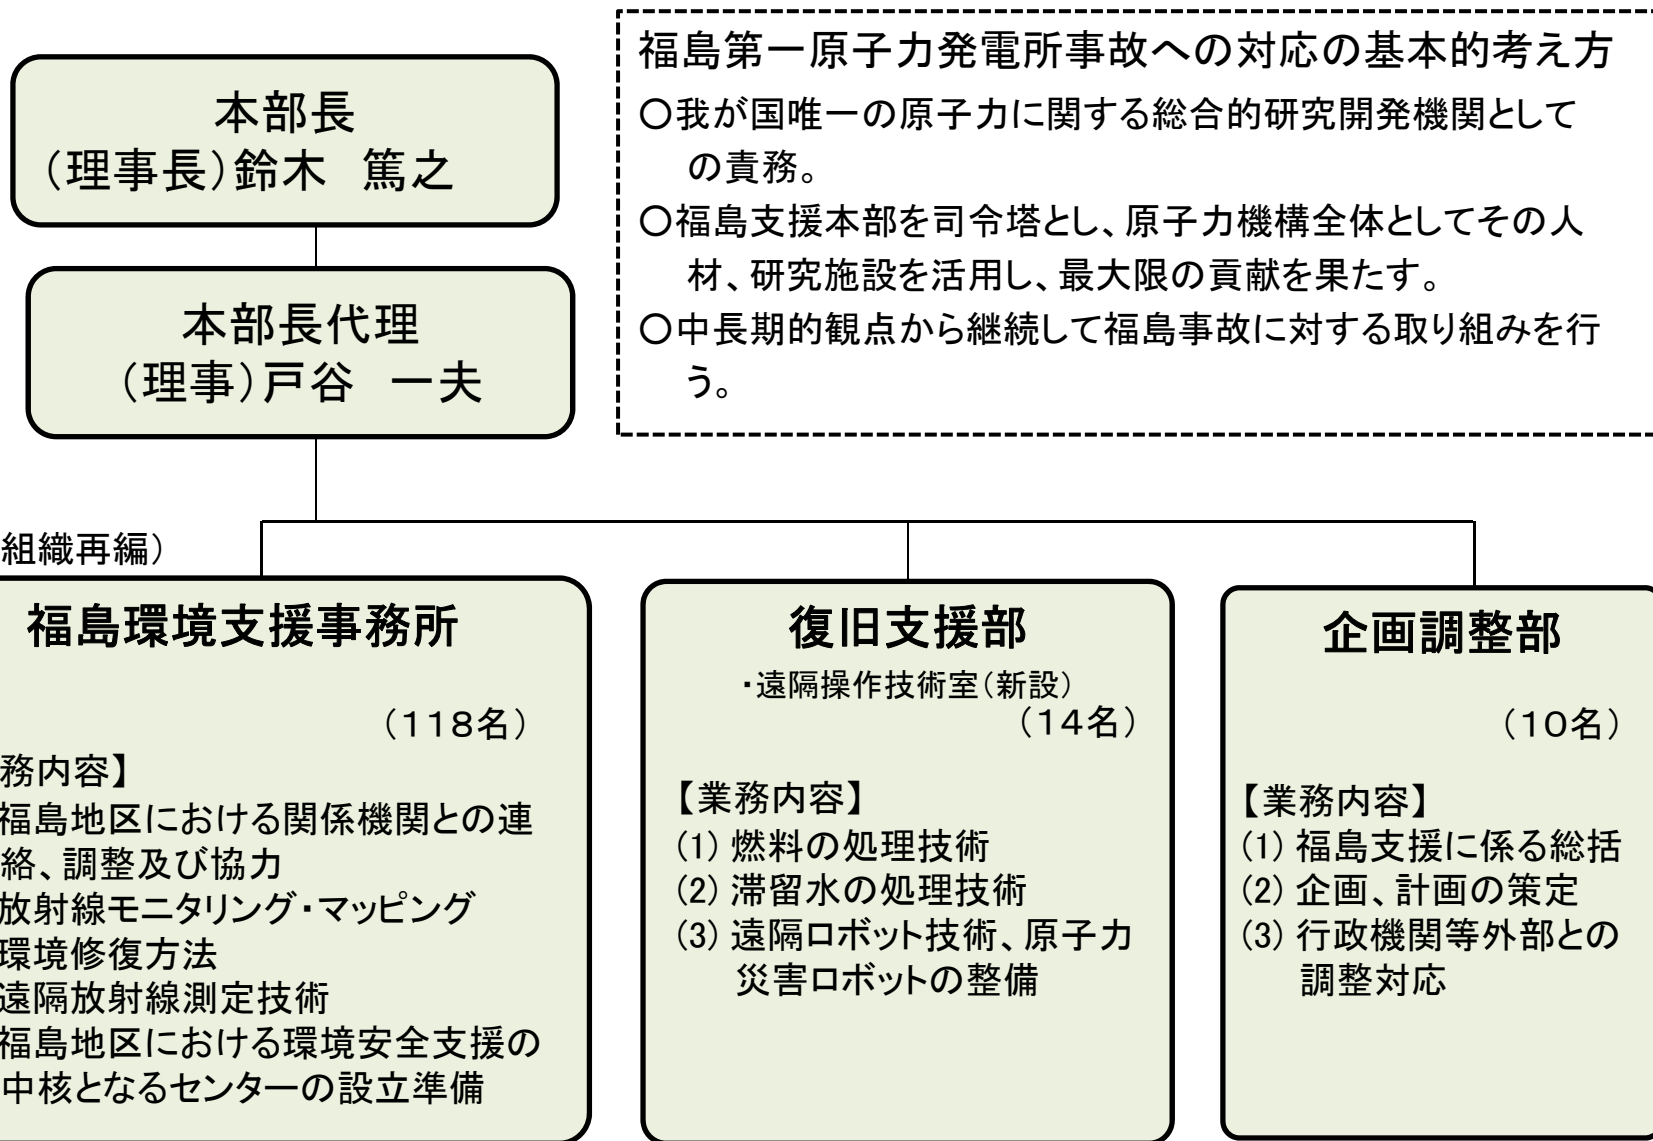 本部長
（理事長）鈴木　篤之
本部長代理
（理事）戸谷　一夫
福島第一原子力発電所事故への対応の基本的考え方
○我が国唯一の原子力に関する総合的研究開発機関として
の責務。
○福島支援本部を司令塔とし、原子力機構全体としてその人
材、研究施設を活用し、最大限の貢献を果たす。
○中長期的観点から継続して福島事故に対する取り組みを行
う。
組織再編）
福島環境支援事務所
（118名）
務内容】
福島地区における関係機関との連
絡、調整及び協力
放射線モニタリング・マッピング
環境修復方法
遠隔放射線測定技術
福島地区における環境安全支援の
中核となるセンターの設立準備
復旧支援部
・遠隔操作技術室（新設）
（14名）
【業務内容】
(1) 燃料の処理技術
(2) 滞留水の処理技術
(3) 遠隔ロボット技術、原子力
災害ロボットの整備
企画調整部
（10名）
【業務内容】
(1) 福島支援に係る総括
(2) 企画、計画の策定
(3) 行政機関等外部との
調整対応